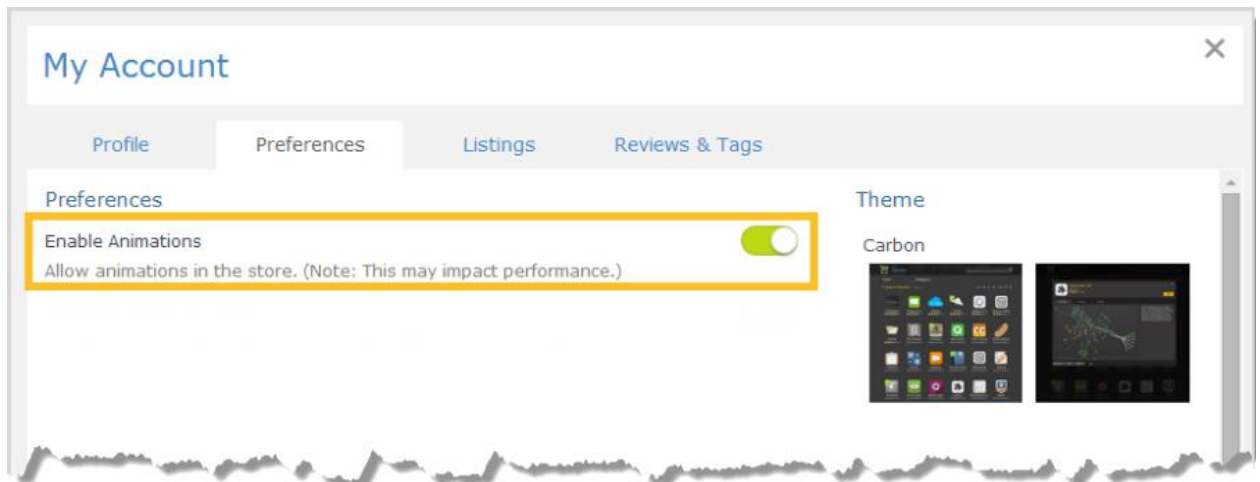 My Account
Profile
Preferences
Listings
Reviews & Tags
Preferences
Enable Animations
Allow animations in the store. (Note: This may impact performance.)
Theme
Carbon